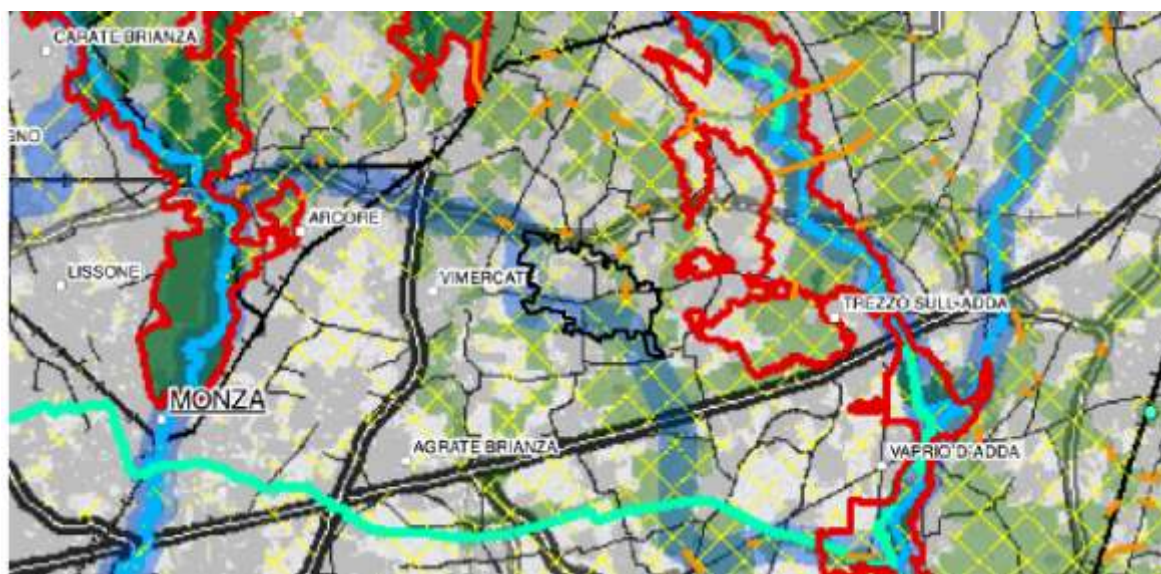 CARATE BRIANZA
GNO
ARCORE
LISSONE
VIMERCAT
TREZZO SULL-ADDA
MONZA
AGRATE BRIANZA
VAPRIO D'ADDA